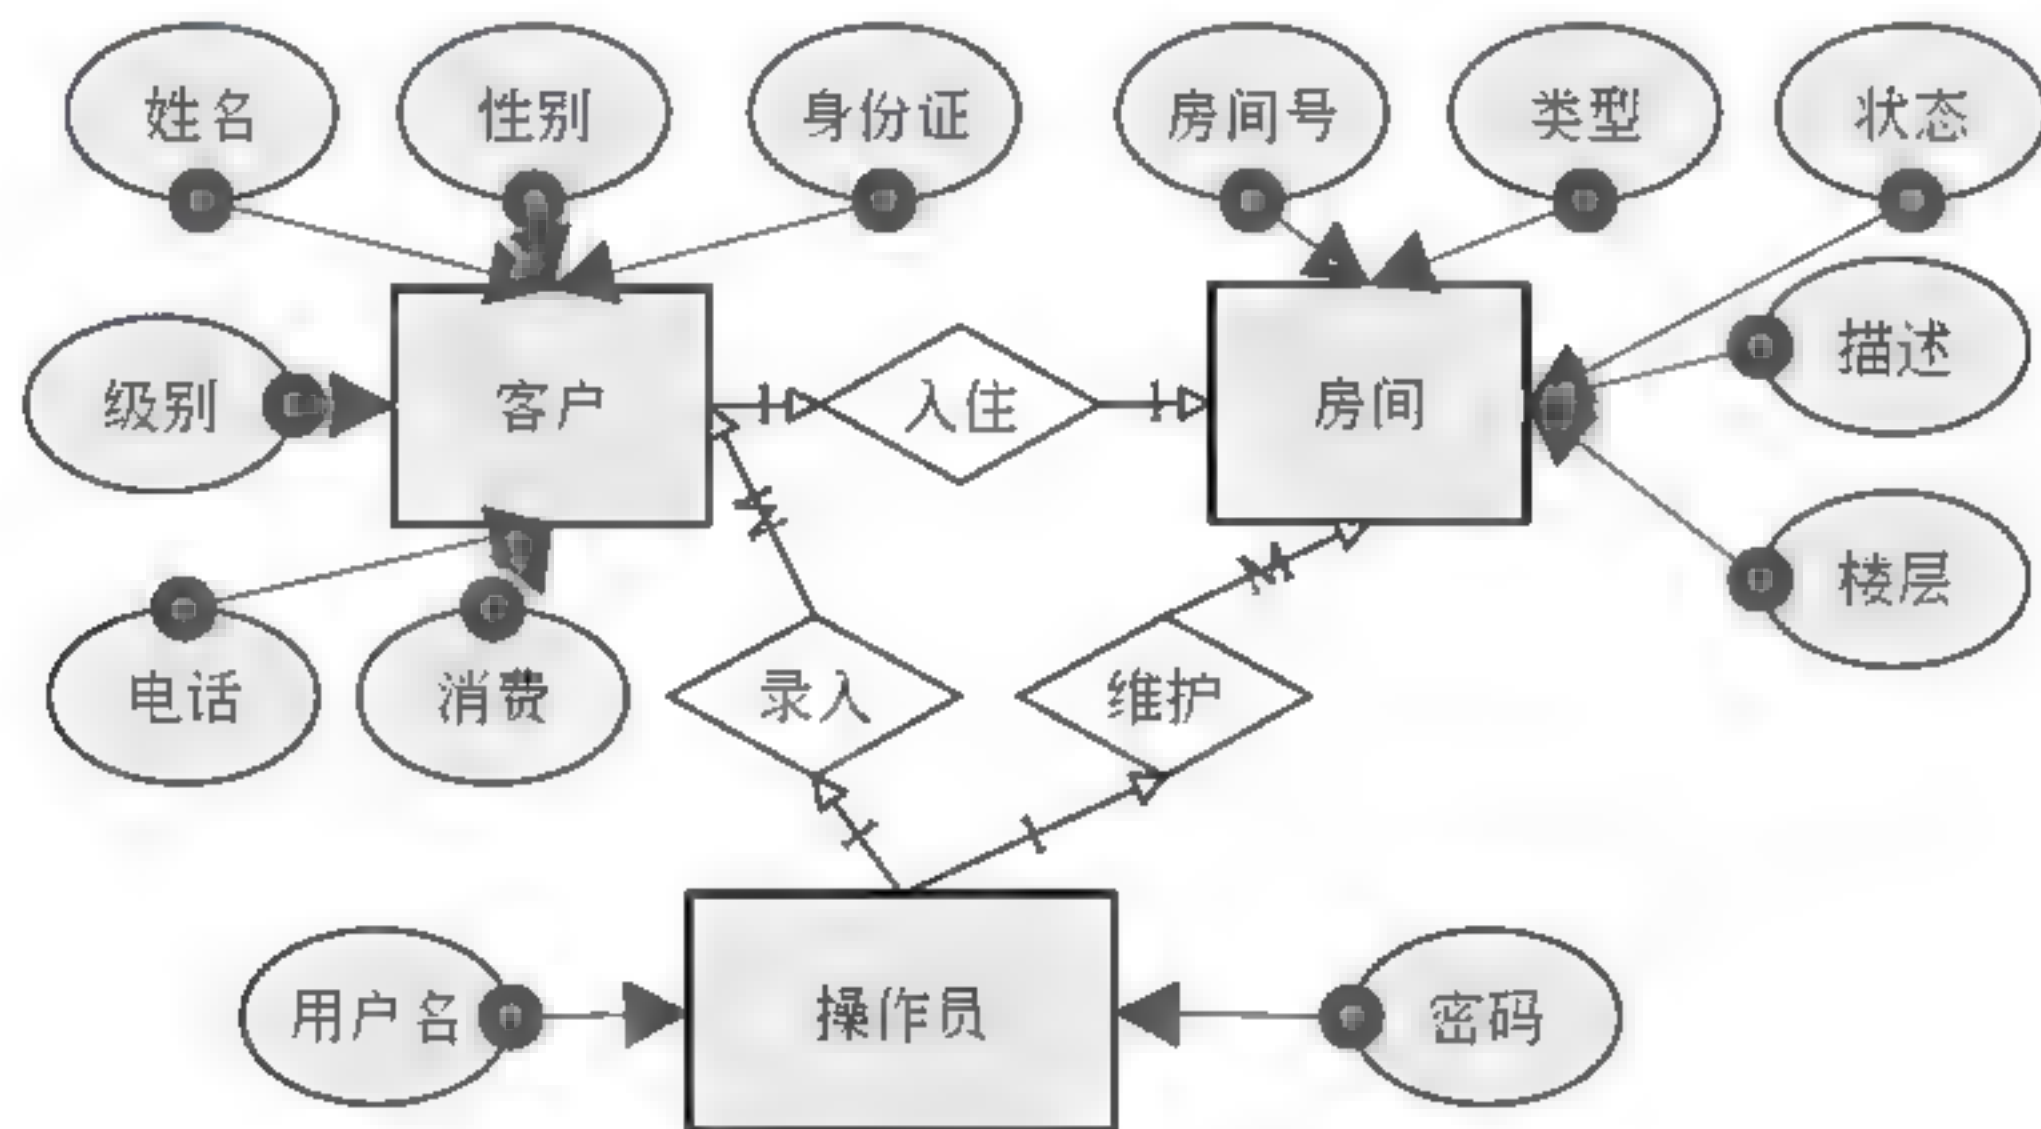 姓名
性别
身份证
房间号
类型
状态
级别
客户
入住
房间
描述
楼层
电话
消费
录入
维护
用户名
操作员
密码